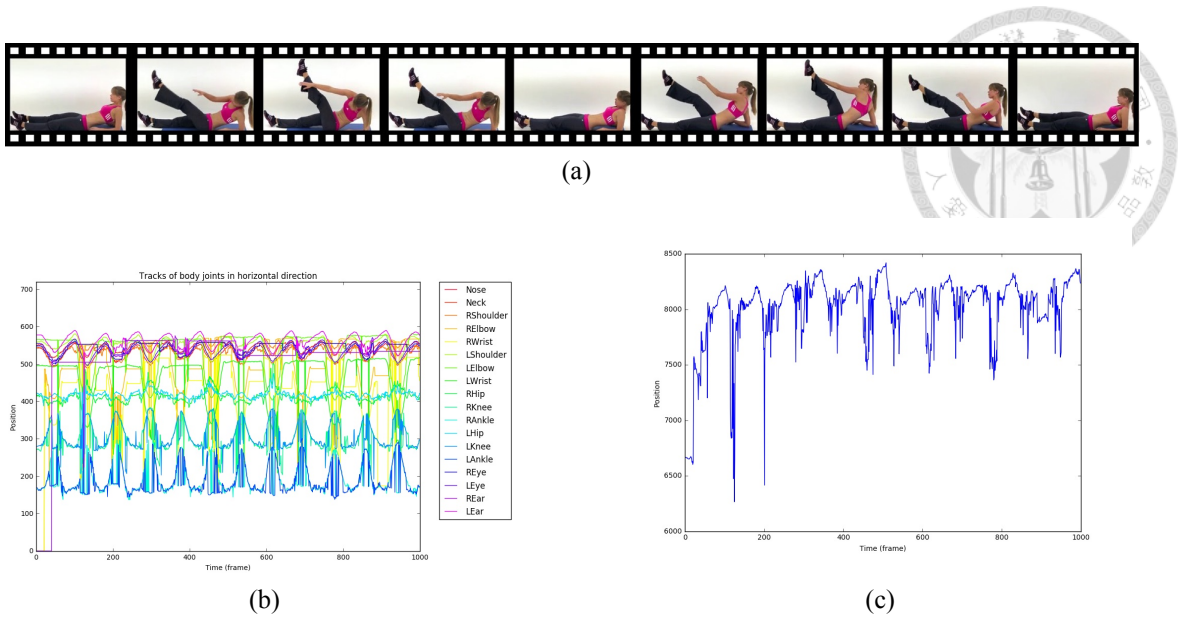 (a)
Tracks of body joints in horizontal direction
700
600
500
400
300
200
100
0
Position
0 200 400 600 800 1000
Time (frame)
Nose
Neck
RShoulder
RElbow
RWrist
LShoulder
LElbow
LWrist
RHip
RKnee
RAnkle
LHip
LKnee
LAnkle
REye
LEye
REar
LEar
(b)
8500
8000
7500
7000
6500
6000
Position
0 200 400 600 800 1000
Time (frame)
(c)